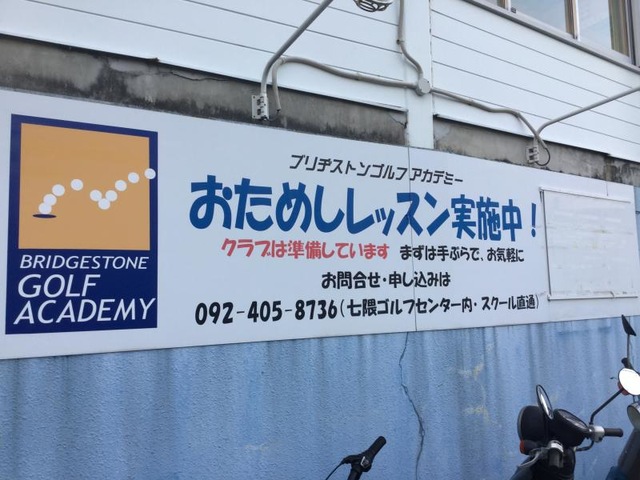 BRIDGESTONE
GOLF
ACADEMY
ブリヂストンゴルフアカデミー
おためしレッスン実施中!
クラブは準備しています まずは手ぶらで、お気軽に
お問合せ・申し込みは
092-405-8736(七隈ゴルフセンター内・スクール直通)